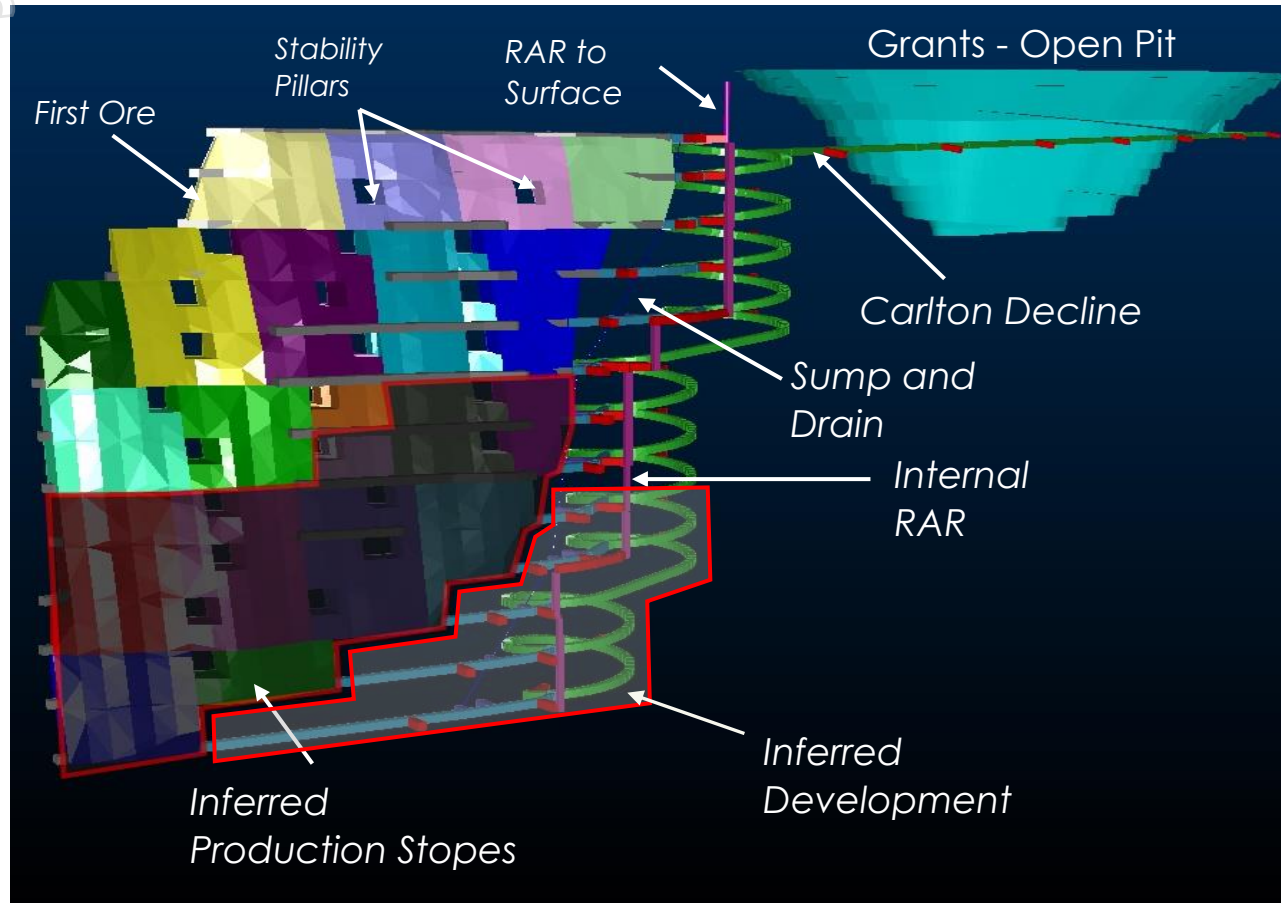 Grants - Open Pit
Stability
Pillars
RAR to
Surface
First Ore
Carlton Decline
Sump and
Drain
Internal
RAR
Inferred
Development
Inferred
Production Stopes